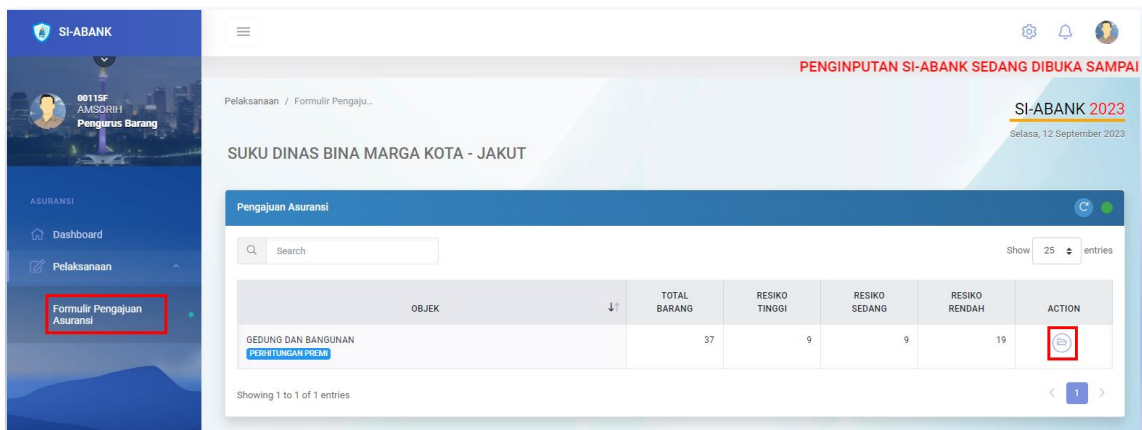 SI-ABANK
PENGINPUTAN SI-ABANK SEDANG DIBUKA SAMPAI
00115F
AMSORIH
Pengurus Barang
Pelaksanaan / Formulir Pengaju...
SI-ABANK 2023
Selasa, 12 September 2023
SUKU DINAS BINA MARGA KOTA - JAKUT
ASURANSI
Dashboard
Pelaksanaan
Formulir Pengajuan
Asuransi
Pengajuan Asuransi
Search
Show 25 entries
OBJEK
TOTAL
BARANG
RESIKO
TINGGI
RESIKO
SEDANG
RESIKO
RENDAH
ACTION
GEDUNG DAN BANGUNAN 37 9 9 19
PERHITUNGAN PREMI
Showing 1 to 1 of 1 entries
< 1 >